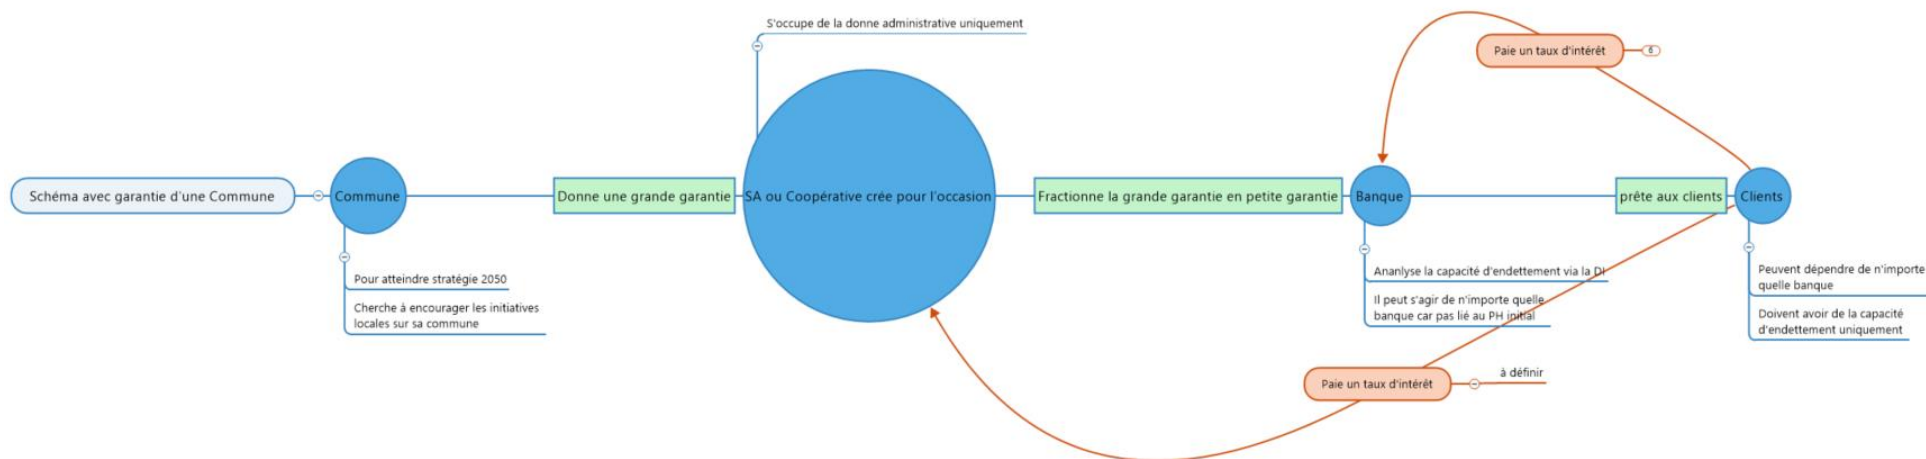 S'occupe de la donne administrative uniquement
Paie un taux d'intérêt
6
Schéma avec garantie d'une Commune
Commune
Donne une grande garantie
SA ou Coopérative crée pour l'occasion
Fractionne la grande garantie en petite garantie
Banque
prête aux clients
Clients
Pour atteindre stratégie 2050
Cherche à encourager les initiatives
locales sur sa commune
Ananlyse la capacité d'endettement via la DI
Il peut s'agir de n'importe quelle
banque car pas lié au PH initial
Peuvent dépendre de n'importe
quelle banque
Doivent avoir de la capacité
d'endettement uniquement
Paie un taux d'intérêt
à définir